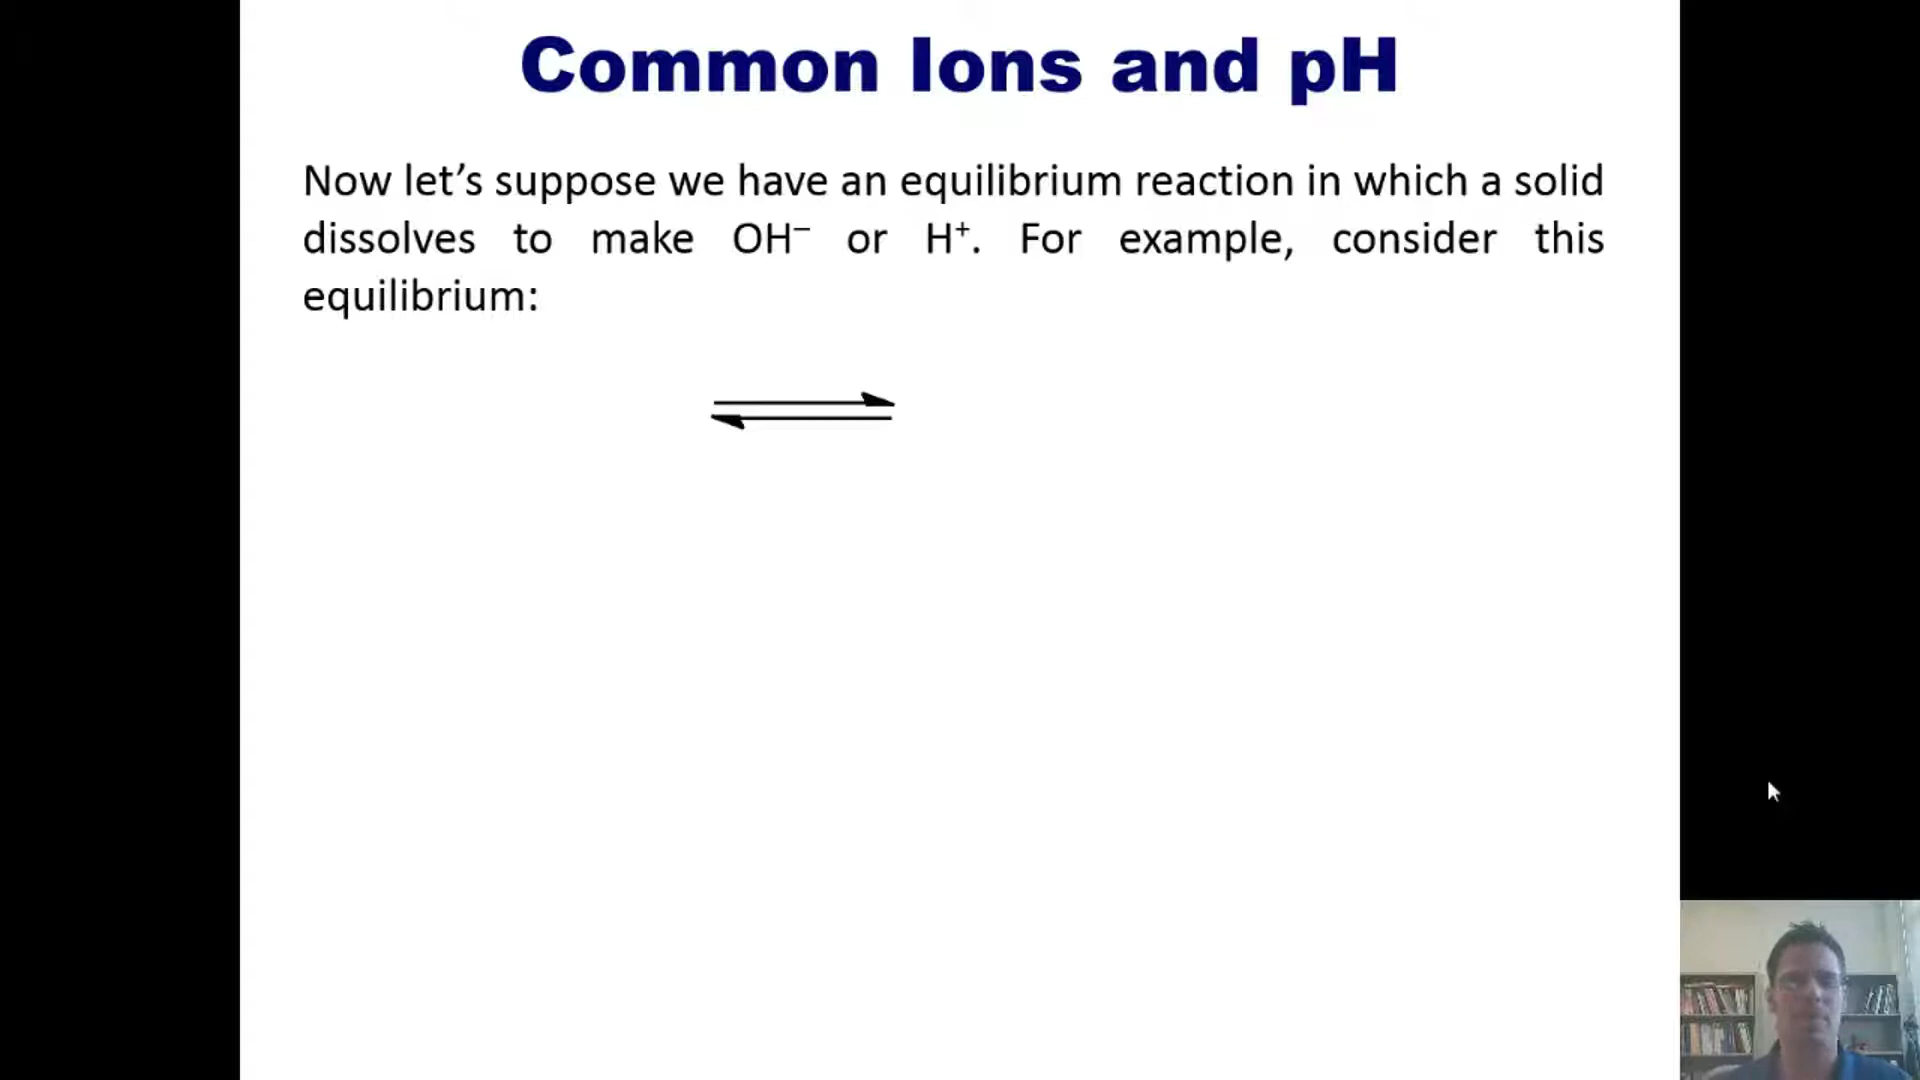 Common Ions and pH
Now let’s suppose we have an equilibrium reaction in which a solid
dissolves to make OH⁻ or H⁺. For example, consider this
equilibrium: